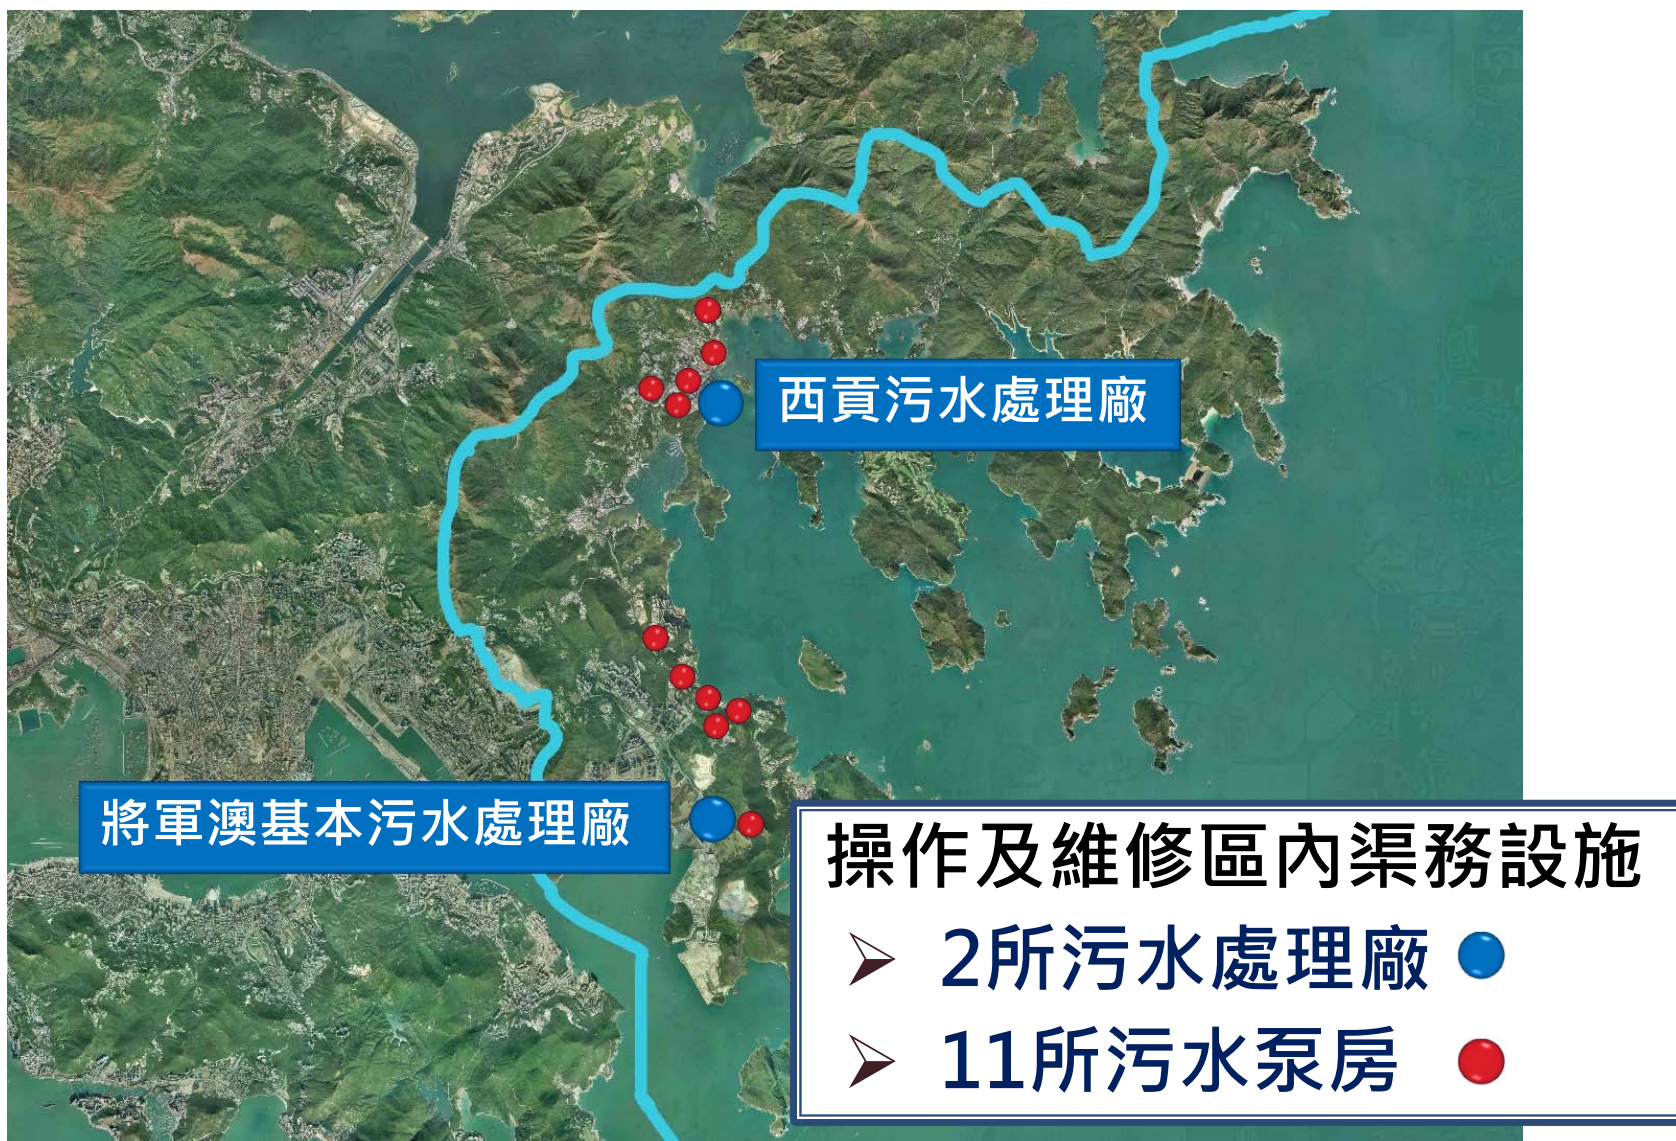 西貢污水處理廠
將軍澳基本污水處理廠
操作及維修區內渠務設施
➢ 2所污水處理廠
➢ 11所污水泵房